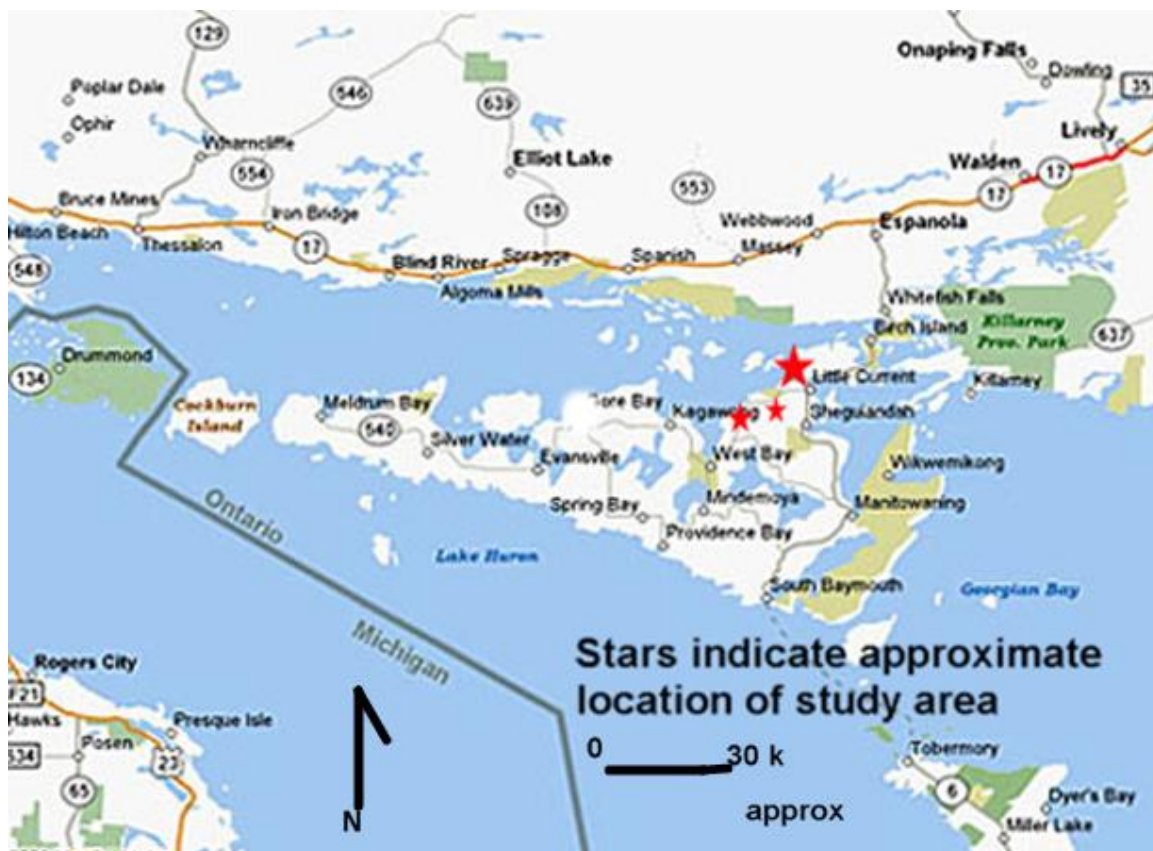 129
Onaping Falls
Dowling
35
Poplar Dale
546
639
Ophir
Wharncliffe
Lively
Elliot Lake
Walden
17
554
553
17
Bruce Mines
108
Iron Bridge
Webbwood
Espanola
Hilton Beach
Thessalon
17
Massey
Blind River
Spragge
Spanish
548
Algoma Mills
Whitefish Falls
Birch Island
Killarney
Prov. Park
637
Drummond
134
Little Current
Killarney
Cockburn
Island
Meldrum Bay
Gore Bay
Kagawong
Sheguiandah
540
Silver Water
Evansville
West Bay
Wikwemikong
Ontario
Spring Bay
Mindemoya
Manitowaning
Providence Bay
Lake Huron
South Baymouth
Georgian Bay
Michigan
Stars indicate approximate
location of study area
Rogers City
F21
Hawks
Presque Isle
0
30 k
Posen
23
634
Tobermory
65
approx
6
Dyer's Bay
N
Miller Lake